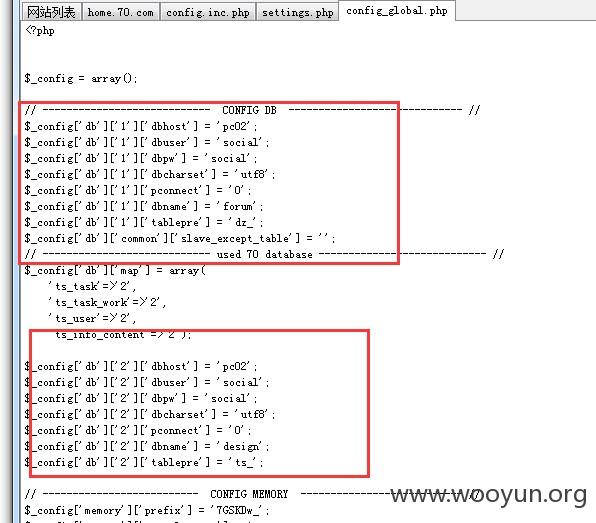 网站列表 home.70.com config.inc.php settings.php config_global.php
<?php
$_config = array();
// ---------------------------- CONFIG DB ---------------------------- //
$_config['db']['1']['dbhost'] = 'pc02';
$_config['db']['1']['dbuser'] = 'social';
$_config['db']['1']['dbpw'] = 'social';
$_config['db']['1']['dbcharset'] = 'utf8';
$_config['db']['1']['pconnect'] = '0';
$_config['db']['1']['dbname'] = 'forum';
$_config['db']['1']['tablepre'] = 'dz_';
$_config['db']['common']['slave_except_table'] = '';
// ---------------------------- used 70 database ---------------------------- //
$_config['db']['map'] = array(
'ts_task'=>'2',
'ts_task_work'=>'2',
'ts_user'=>'2',
'ts_info_content'=>'2');
$_config['db']['2']['dbhost'] = 'pc02';
$_config['db']['2']['dbuser'] = 'social';
$_config['db']['2']['dbpw'] = 'social';
$_config['db']['2']['dbcharset'] = 'utf8';
$_config['db']['2']['pconnect'] = '0';
$_config['db']['2']['dbname'] = 'design';
$_config['db']['2']['tablepre'] = 'ts_';
// -------------------------- CONFIG MEMORY --------------------------- //
$_config['memory']['prefix'] = '7GSKDw_';
www.wooyun.org